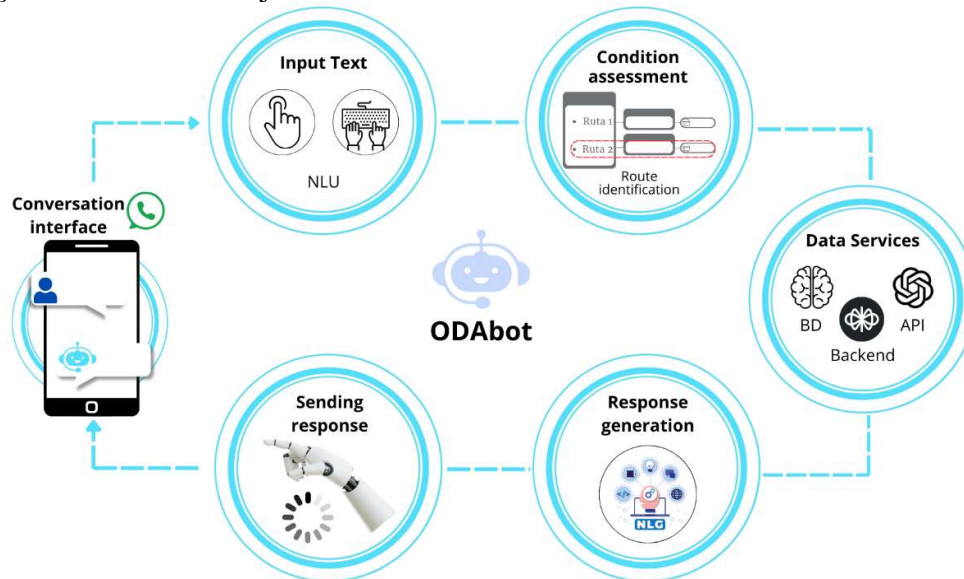 Input Text
NLU
Condition
assessment
Ruta 1
Ruta 2
Route
identification
Conversation
interface
Data Services
BD
API
Backend
ODAbot
Sending
response
Response
generation
</>
NLG